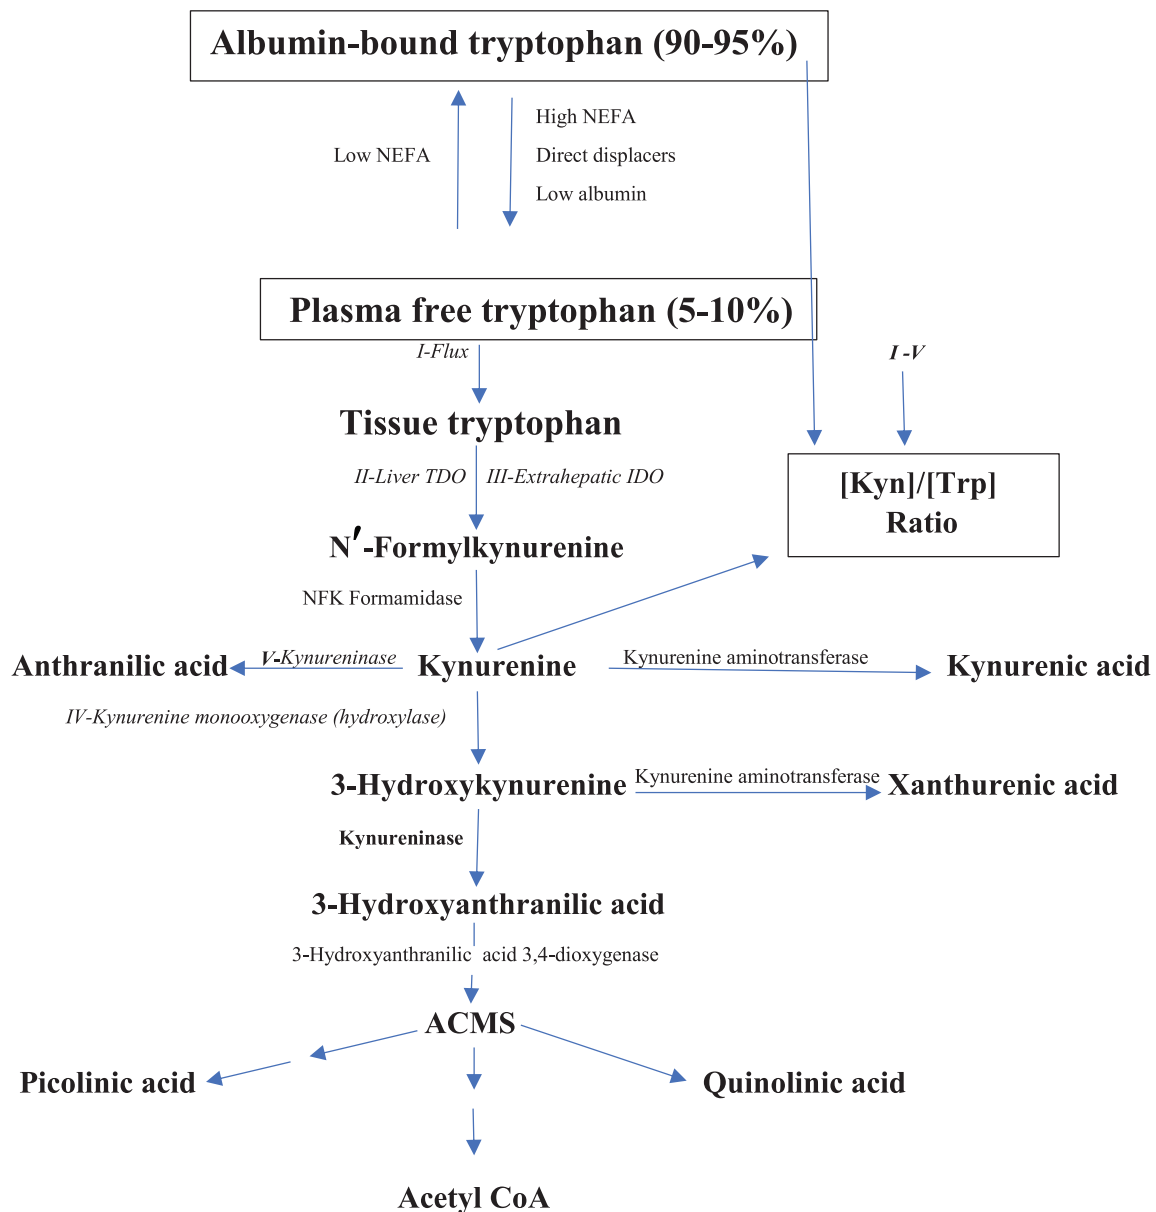 Albumin-bound tryptophan (90-95%)
High NEFA
Low NEFA
Direct displacers
Low albumin
Plasma free tryptophan (5-10%)
I-Flux
I -V
Tissue tryptophan
II-Liver TDO
III-Extrahepatic IDO
[Kyn]/[Trp]
Ratio
N′-Formylkynurenine
NFK Formamidase
Anthranilic acid
V-Kynureninase
Kynurenine
Kynurenine aminotransferase
Kynurenic acid
IV-Kynurenine monooxygenase (hydroxylase)
3-Hydroxykynurenine
Kynurenine aminotransferase
Xanthurenic acid
Kynureninase
3-Hydroxyanthranilic acid
3-Hydroxyanthranilic acid 3,4-dioxygenase
ACMS
Picolinic acid
Quinolinic acid
Acetyl CoA